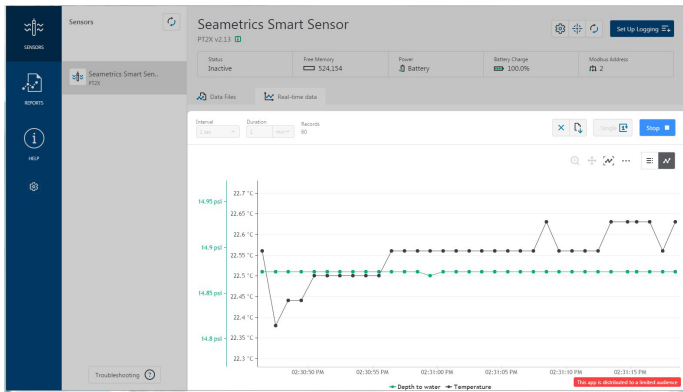 Sensors
SENSORS
REPORTS
HELP
Seametrics Smart Sen..
PT2X
Troubleshooting
Seametrics Smart Sensor
PT2X v2.13
Set Up Logging
Status
Inactive
Free Memory
524,154
Power
Battery
Battery Charge
100.0%
Modbus Address
2
Data Files
Real-time data
Interval
1 sec
Duration
1
Records
60
Single
Stop
14.95 psi
14.9 psi
14.85 psi
14.8 psi
22.7 °C
22.65 °C
22.6 °C
22.55 °C
22.5 °C
22.45 °C
22.4 °C
22.35 °C
22.3 °C
02:30:50 PM
02:30:55 PM
02:31:00 PM
02:31:05 PM
02:31:10 PM
02:31:15 PM
Depth to water
Temperature
This app is distributed to a limited audience